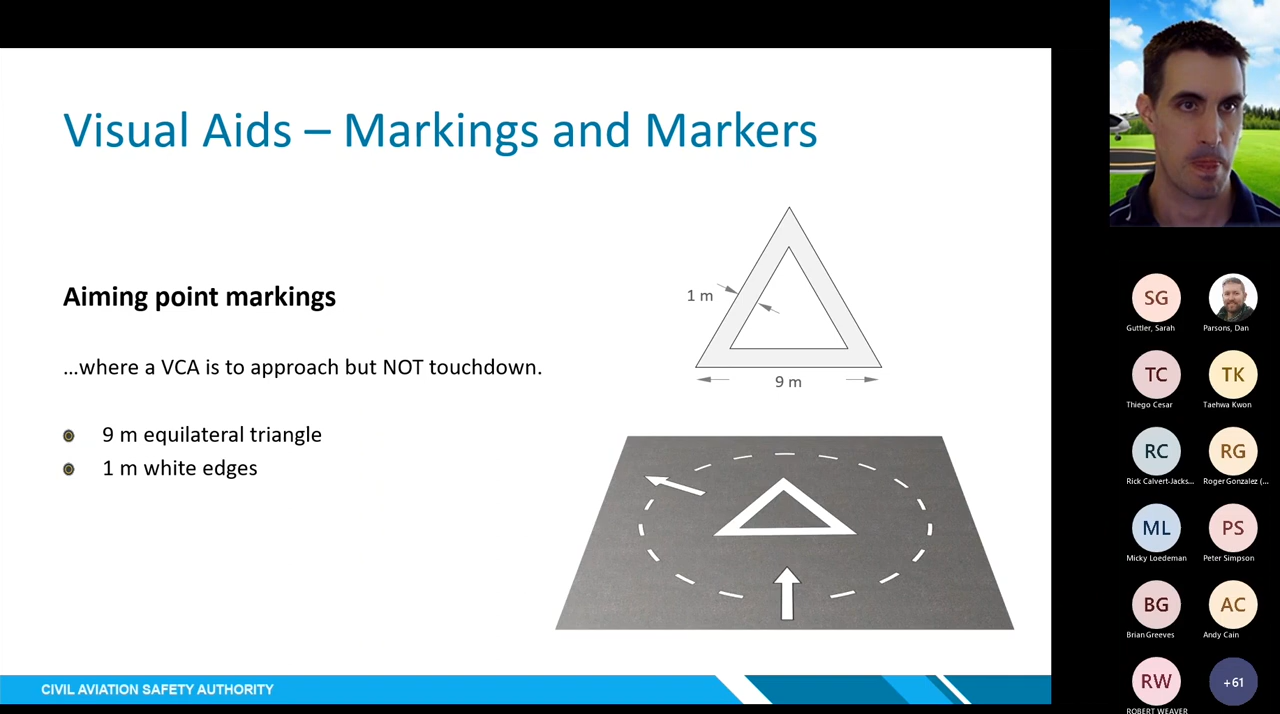 Visual Aids – Markings and Markers
Aiming point markings
...where a VCA is to approach but NOT touchdown.
9 m equilateral triangle
1 m white edges
1 m
9 m
CIVIL AVIATION SAFETY AUTHORITY
SG
Guttler, Sarah
Parsons, Dan
TC
Thiego Cesar
TK
Taehwa Kwon
RC
Rick Calvert-Jacks...
RG
Roger Gonzalez (...
ML
Micky Loedeman
PS
Peter Simpson
BG
Brian Greeves
AC
Andy Cain
RW
ROBERT WEAVER
+61